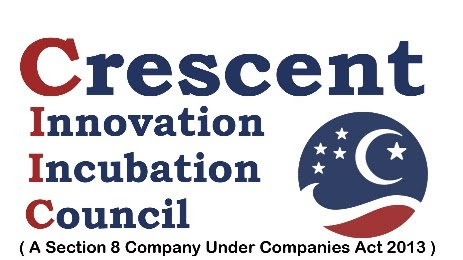 Crescent
Innovation
Incubation
Council
( A Section 8 Company Under Companies Act 2013 )